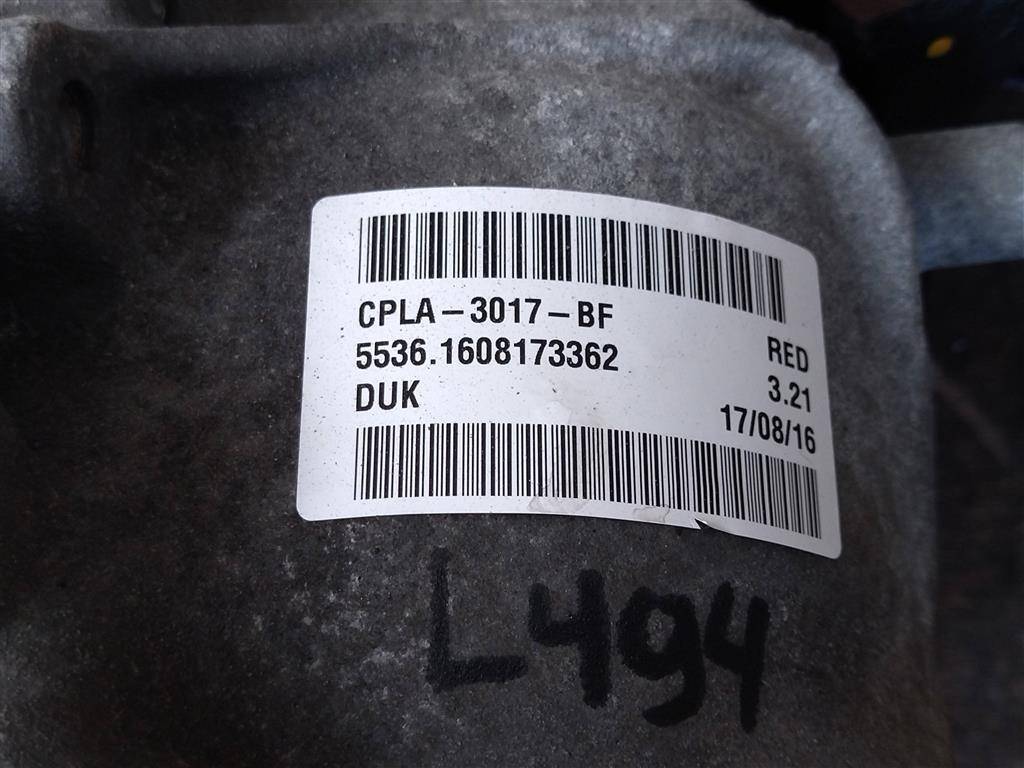 CPLA-3017-BF
5536.1608173362 RED
DUK 3.21
17/08/16
L494